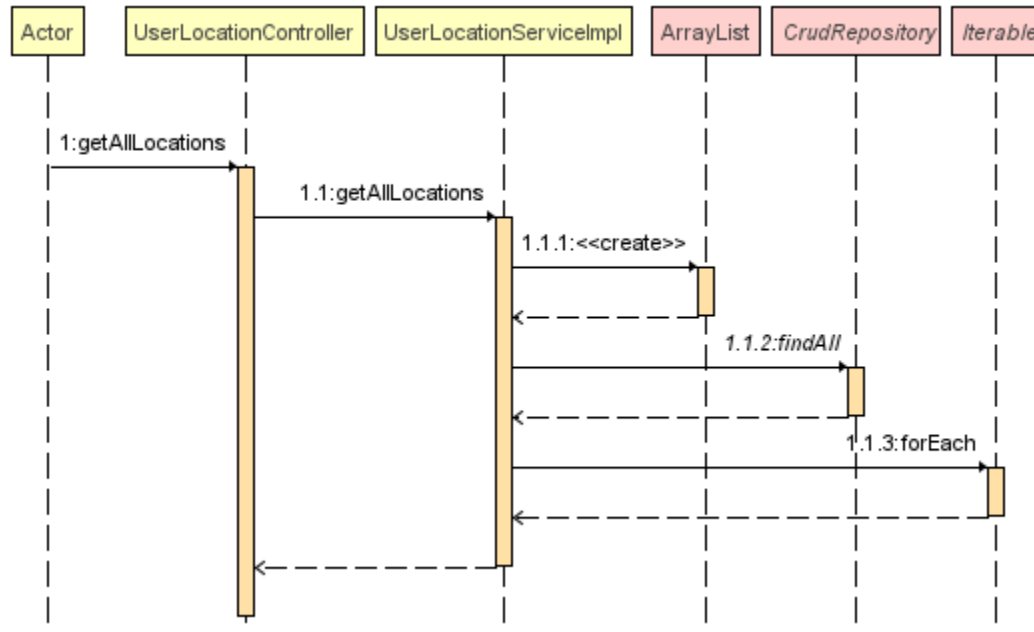 Actor
UserLocationController
UserLocationServiceImpl
ArrayList
CrudRepository
Iterable
1:getAllLocations
1.1:getAllLocations
1.1.1:<<create>>
1.1.2:findAll
1.1.3:forEach